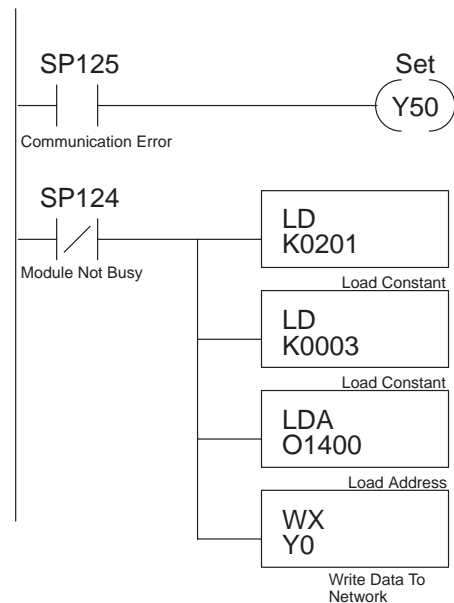 SP125
Set
Y50
Communication Error
SP124
Module Not Busy
LD
K0201
Load Constant
LD
K0003
Load Constant
LDA
O1400
Load Address
WX
Y0
Write Data To
Network